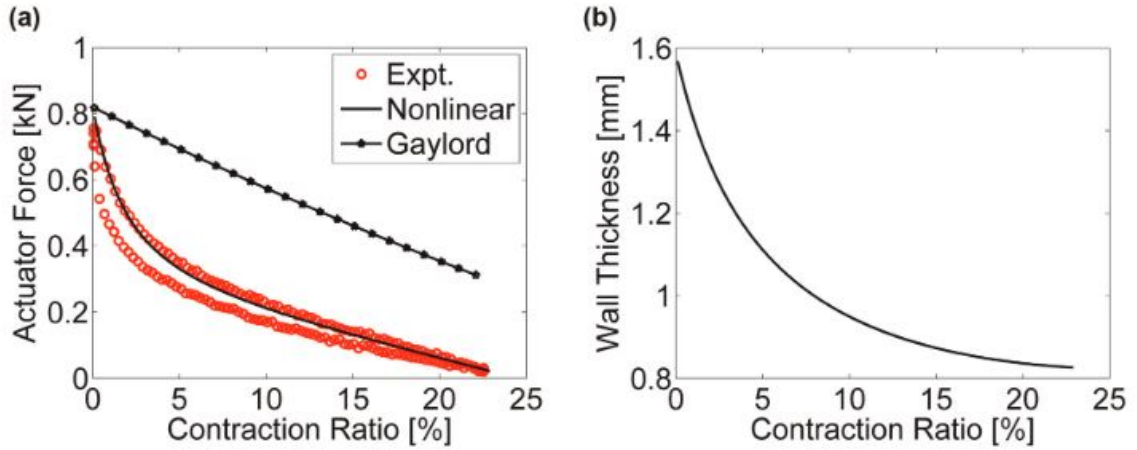 (a)
1
0.8
0.6
0.4
0.2
0
Actuator Force [kN]
Expt.
Nonlinear
Gaylord
0 5 10 15 20 25
Contraction Ratio [%]
(b)
1.6
1.4
1.2
1
0.8
Wall Thickness [mm]
0 5 10 15 20 25
Contraction Ratio [%]